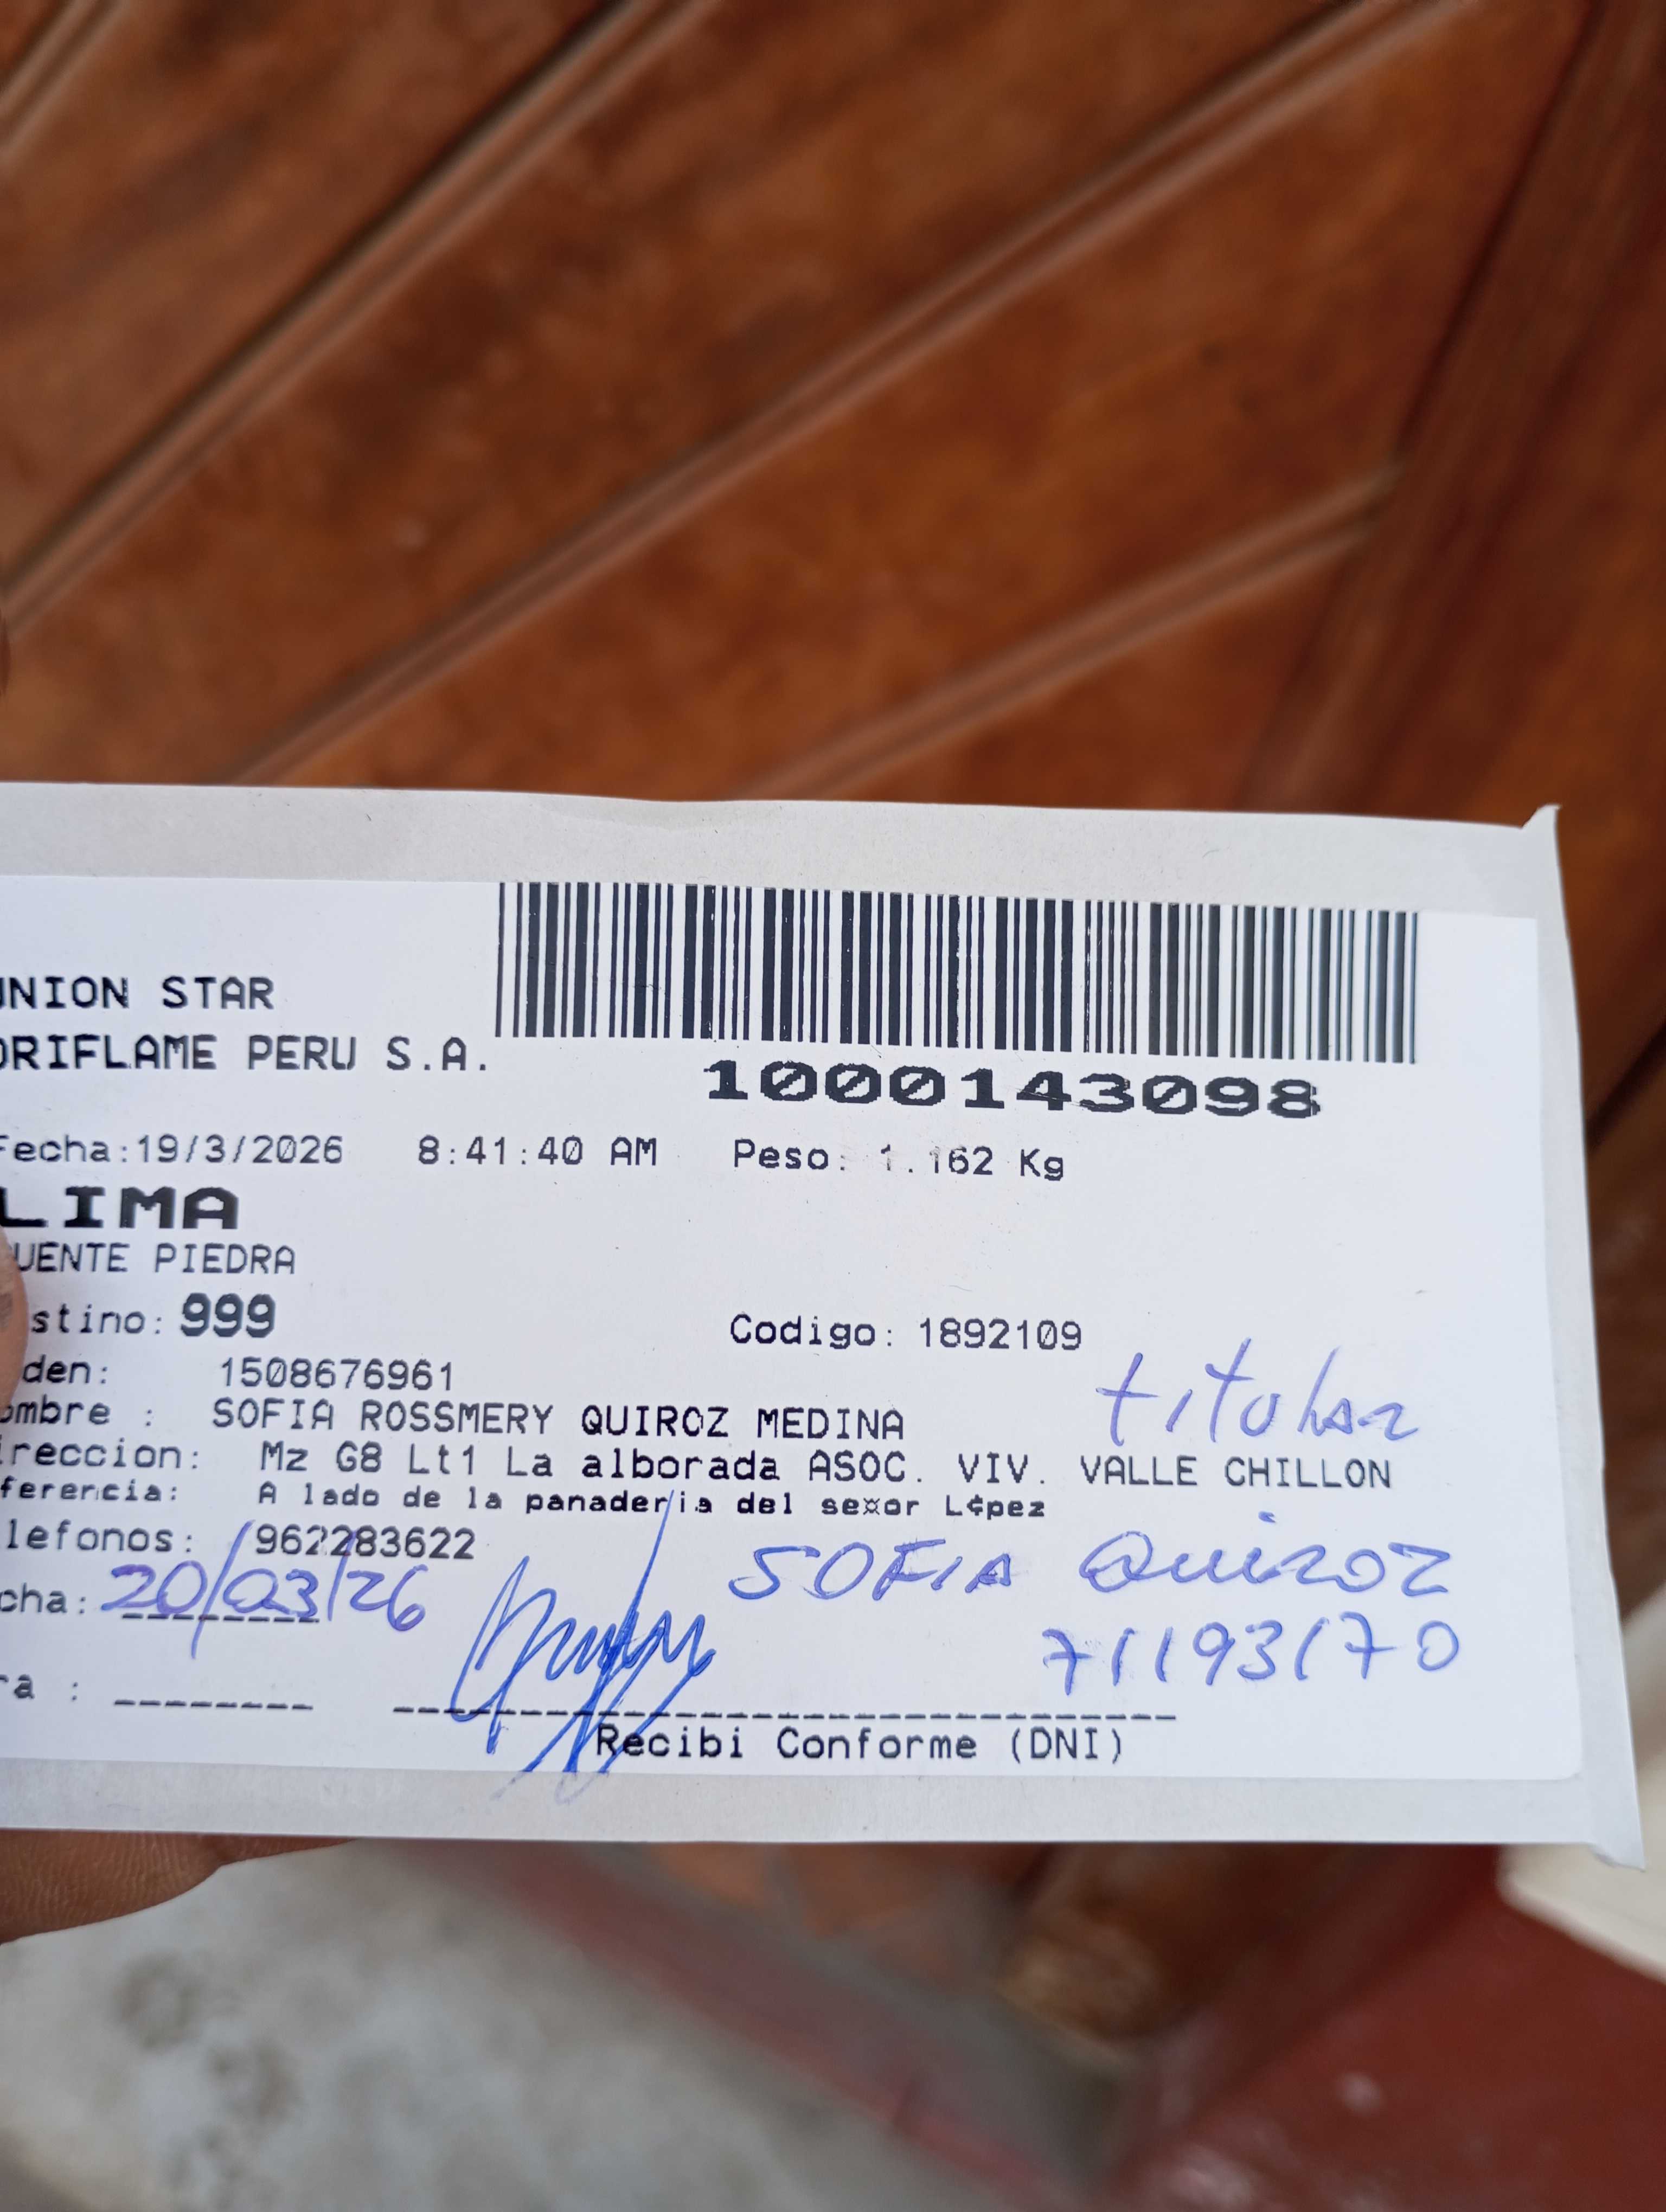 UNION STAR
ORIFLAME PERU S.A.
1000143098
Fecha:19/3/2026 8:41:40 AM Peso: 1.162 Kg
LIMA
UENTE PIEDRA
stino: 999 Codigo: 1892109
den: 1508676961
titular
ombre : SOFIA ROSSMERY QUIROZ MEDINA
ireccion: Mz G8 Lt1 La alborada ASOC. VIV. VALLE CHILLON
ferencia: A lado de la panaderia del se¤or L¢pez
lefonos: 962283622
cha: 20/03/26 SOFIA QUIROZ
71193170
ra :
Recibi Conforme (DNI)